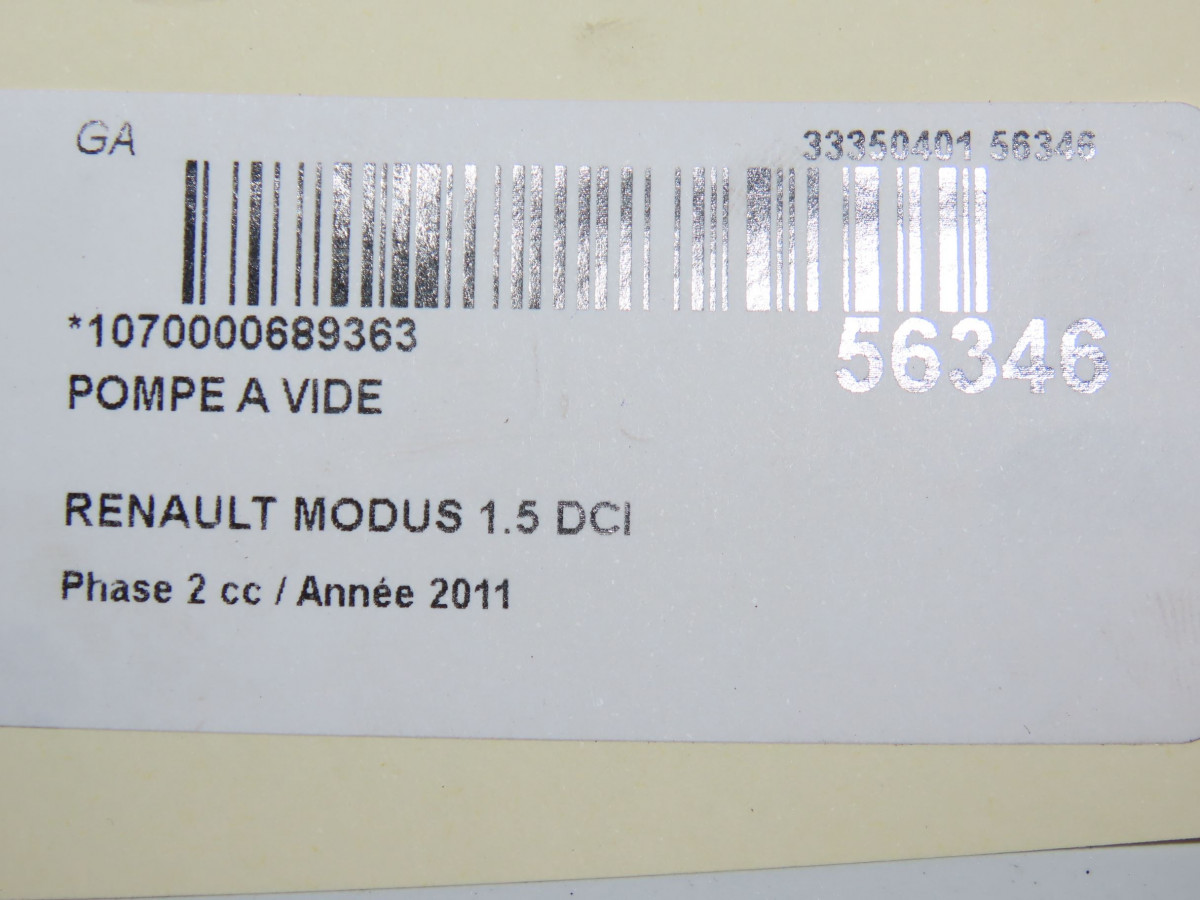 GA
33350401 56346
*1070000689363
56346
POMPE A VIDE
RENAULT MODUS 1.5 DCI
Phase 2 cc / Année 2011